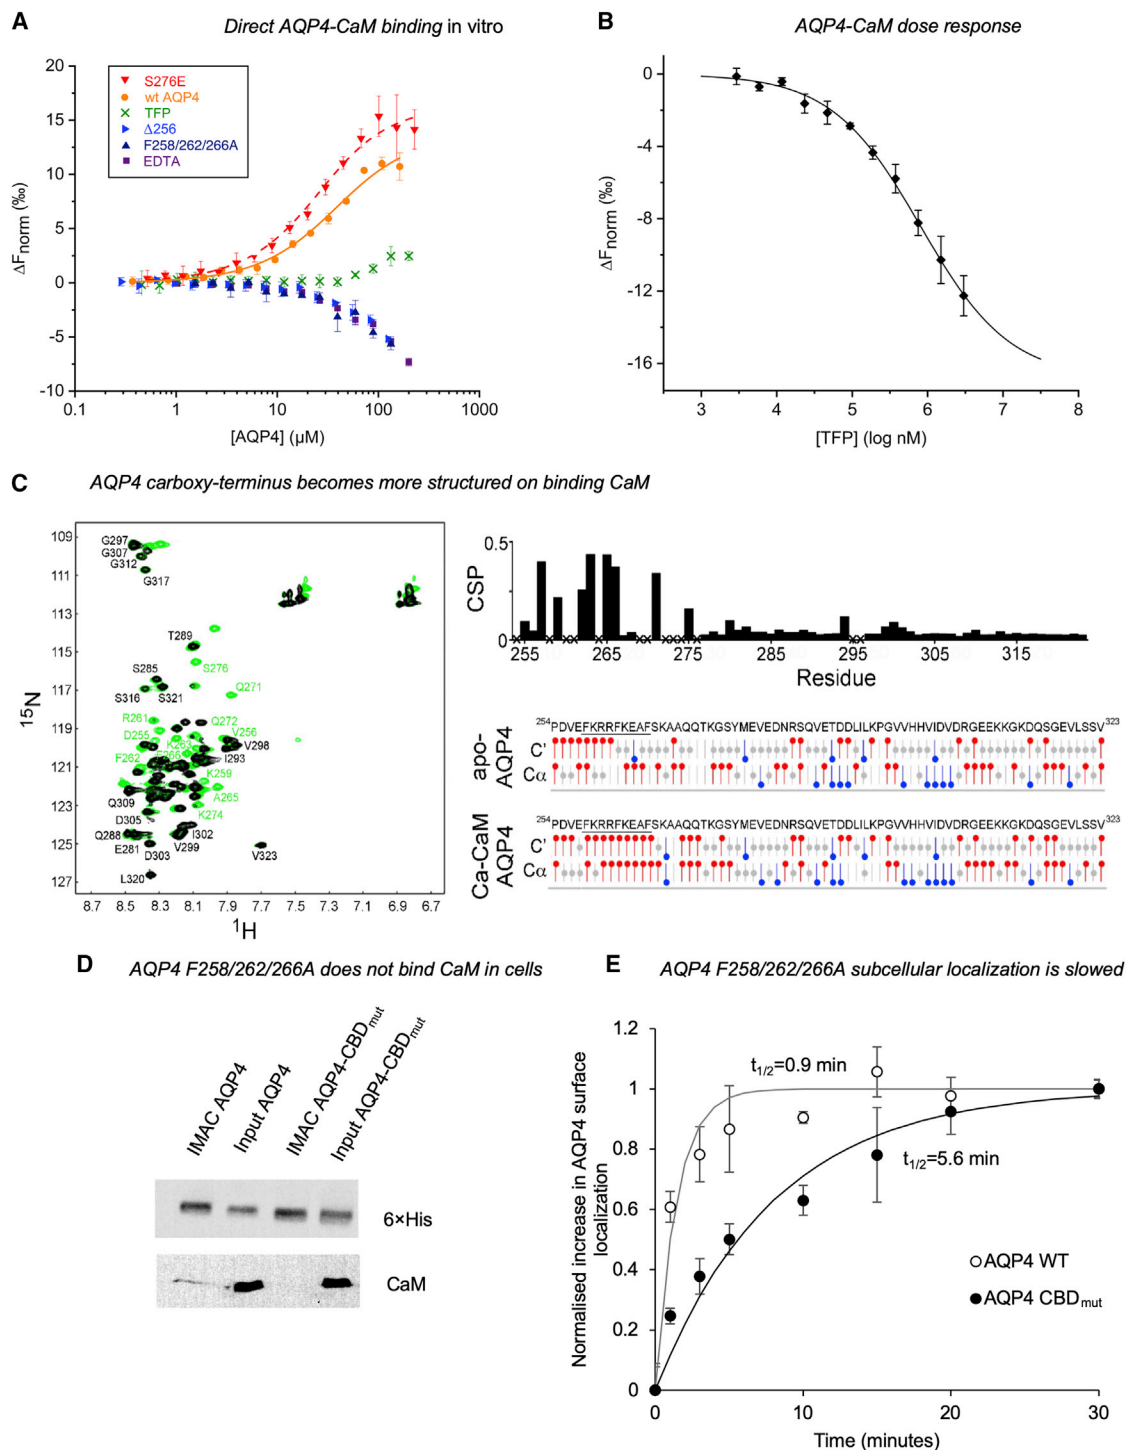 A
Direct AQP4-CaM binding in vitro
20
15
10
5
0
-5
-10
ΔFnorm (‰)
S276E
wt AQP4
TFP
Δ256
F258/262/266A
EDTA
0.1 1 10 100 1000
[AQP4] (µM)
B
AQP4-CaM dose response
0
-4
-8
-12
-16
ΔFnorm (‰)
3 4 5 6 7 8
[TFP] (log nM)
C
AQP4 carboxy-terminus becomes more structured on binding CaM
109
111
113
115
117
119
121
123
125
127
15N
G297
G307
G312
G317
T289
S276
S285
S316 S321
Q271
R261
D255
Q272
V256
K263
F262
V298
I293
K259
A265
Q309
K274
D305
Q288
I302
E281
V299
D303
V323
L320
8.7 8.5 8.3 8.1 7.9 7.7 7.5 7.3 7.1 6.9 6.7
1H
0.5
0
CSP
255 265 275 285 295 305 315
Residue
254 323
PDVEFKRRFKEAFSKAAQQTKGSYMEVEDNRSQVETDDLILKPGVVHVIDVDRGEEKKGKDQSGEVLSSV
apo-
AQP4
C'
Cα
254 323
PDVEFKRRFKEAFSKAAQQTKGSYMEVEDNRSQVETDDLILKPGVVHVIDVDRGEEKKGKDQSGEVLSSV
Ca-CaM
AQP4
C'
Cα
D
AQP4 F258/262/266A does not bind CaM in cells
IMAC AQP4
Input AQP4
IMAC AQP4-CBDmut
Input AQP4-CBDmut
6×His
CaM
E
AQP4 F258/262/266A subcellular localization is slowed
1.2
1
0.8
0.6
0.4
0.2
0
Normalised increase in AQP4 surface
localization
t1/2=0.9 min
t1/2=5.6 min
AQP4 WT
AQP4 CBDmut
0 10 20 30
Time (minutes)